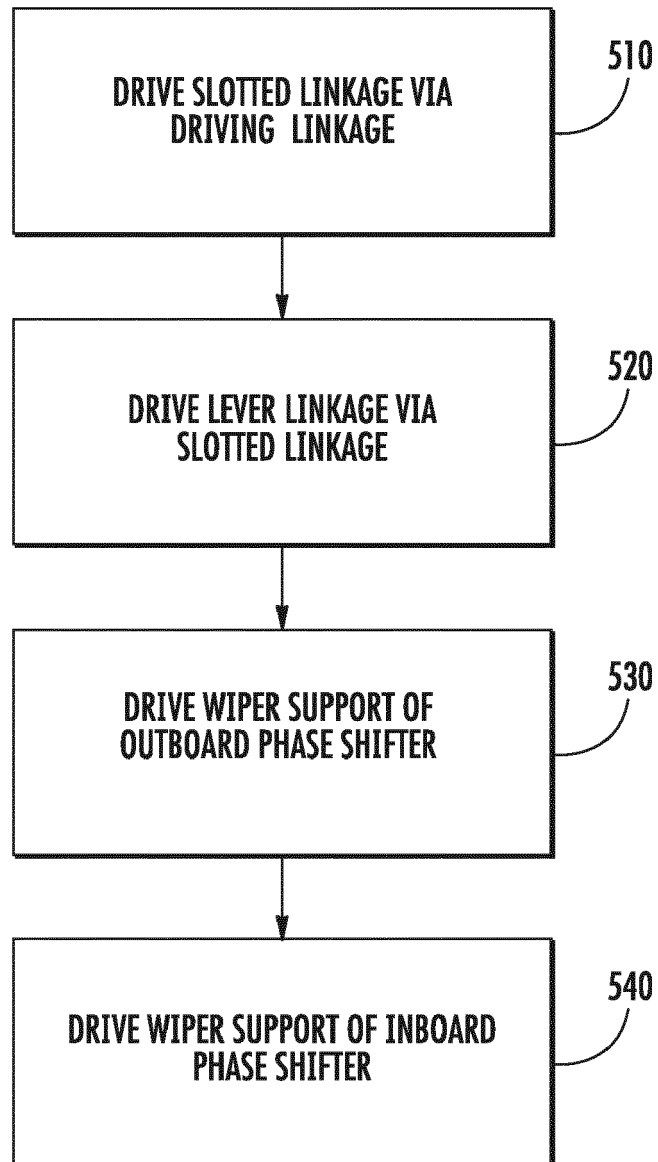 DRIVE SLOTTED LINKAGE VIA
DRIVING LINKAGE
510
DRIVE LEVER LINKAGE VIA
SLOTTED LINKAGE
520
DRIVE WIPER SUPPORT OF
OUTBOARD PHASE SHIFTER
530
DRIVE WIPER SUPPORT OF INBOARD
PHASE SHIFTER
540